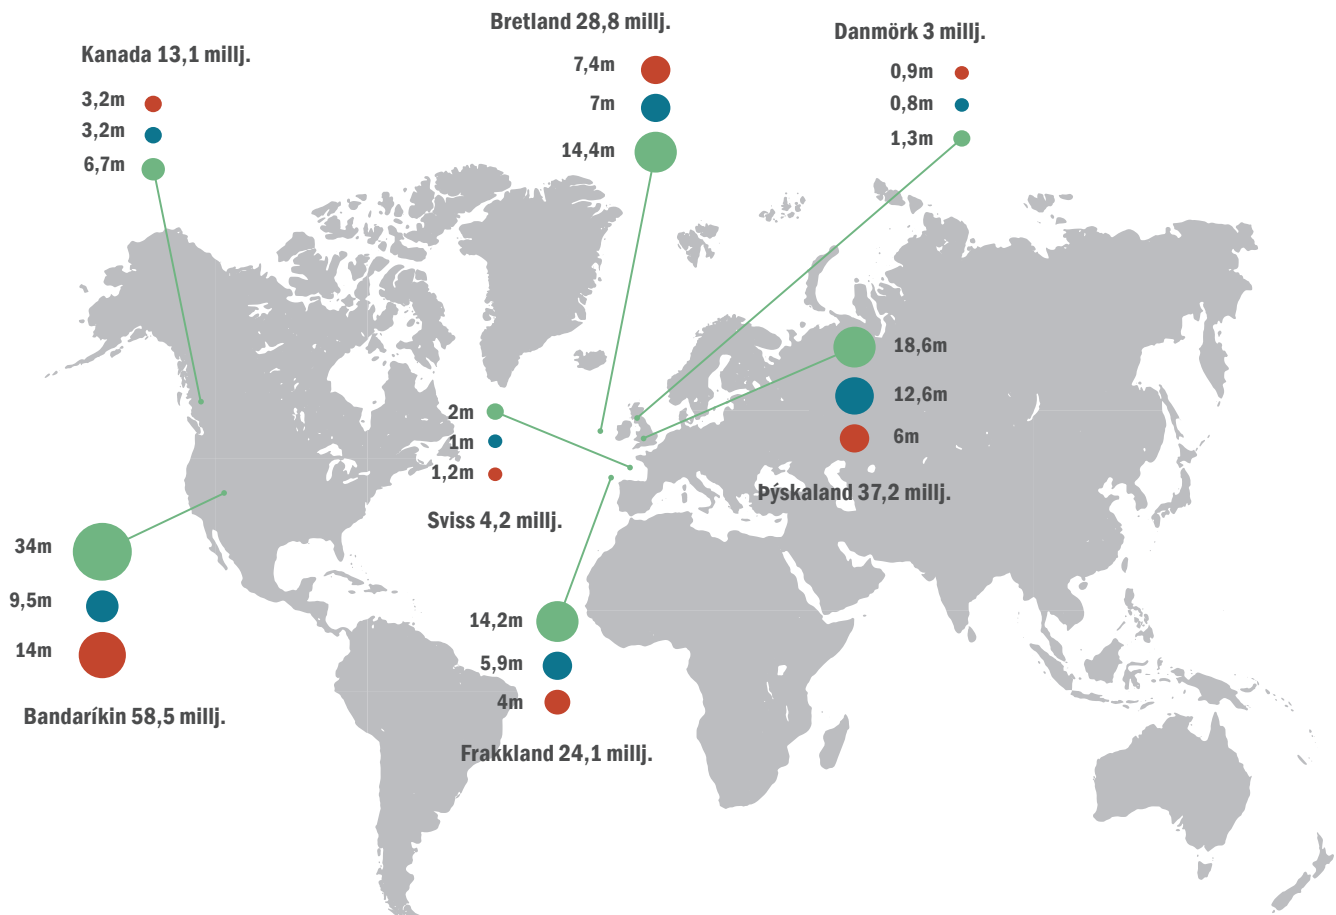 Kanada 13,1 millj.
3,2m
3,2m
6,7m
Bretland 28,8 millj.
7,4m
7m
14,4m
Danmörk 3 millj.
0,9m
0,8m
1,3m
18,6m
12,6m
6m
Þýskaland 37,2 millj.
2m
1m
1,2m
Sviss 4,2 millj.
34m
9,5m
14m
Bandaríkin 58,5 millj.
14,2m
5,9m
4m
Frakkland 24,1 millj.